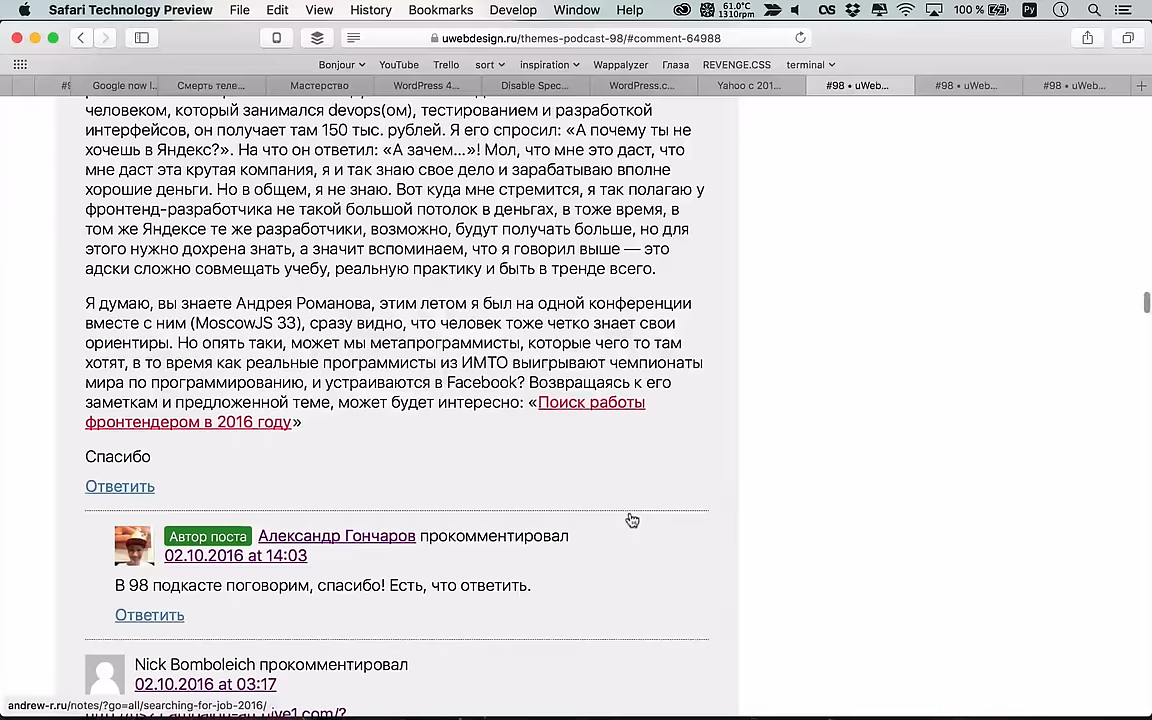 Safari Technology Preview File Edit View History Bookmarks Develop Window Help 61.0°C 1310rpm 100 %
uwebdesign.ru/themes-podcast-98/#comment-64988
Bonjour YouTube Trello sort inspiration Wappalyzer Глаза REVENGE.CSS terminal
Google now l.. Смерть теле... Мастерство WordPress 4... Disable Spec... WordPress.c... Yahoo с 201... #98 • uWeb... #98 • uWeb... #98 • uWeb...
человеком, который занимался devops(ом), тестированием и разработкой
интерфейсов, он получает там 150 тыс. рублей. Я его спросил: «А почему ты не
хочешь в Яндекс?». На что он ответил: «А зачем...»! Мол, что мне это даст, что
мне даст эта крутая компания, я и так знаю свое дело и зарабатываю вполне
хорошие деньги. Но в общем, я не знаю. Вот куда мне стремится, я так полагаю у
фронтенд-разработчика не такой большой потолок в деньгах, в тоже время, в
том же Яндексе те же разработчики, возможно, будут получать больше, но для
этого нужно дохрена знать, а значит вспоминаем, что я говорил выше — это
адски сложно совмещать учебу, реальную практику и быть в тренде всего.
Я думаю, вы знаете Андрея Романова, этим летом я был на одной конференции
вместе с ним (MoscowJS 33), сразу видно, что человек тоже четко знает свои
ориентиры. Но опять таки, может мы метапрограммисты, которые чего то там
хотят, в то время как реальные программисты из ИМТО выигрывают чемпионаты
мира по программированию, и устраиваются в Facebook? Возвращаясь к его
заметкам и предложенной теме, может будет интересно: «Поиск работы
фронтендером в 2016 году»
Спасибо
Ответить
Автор поста Александр Гончаров прокомментировал
02.10.2016 at 14:03
В 98 подкасте поговорим, спасибо! Есть, что ответить.
Ответить
Nick Bomboleich прокомментировал
02.10.2016 at 03:17
andrew-r.ru/notes/?go=all/searching-for-job-2016/